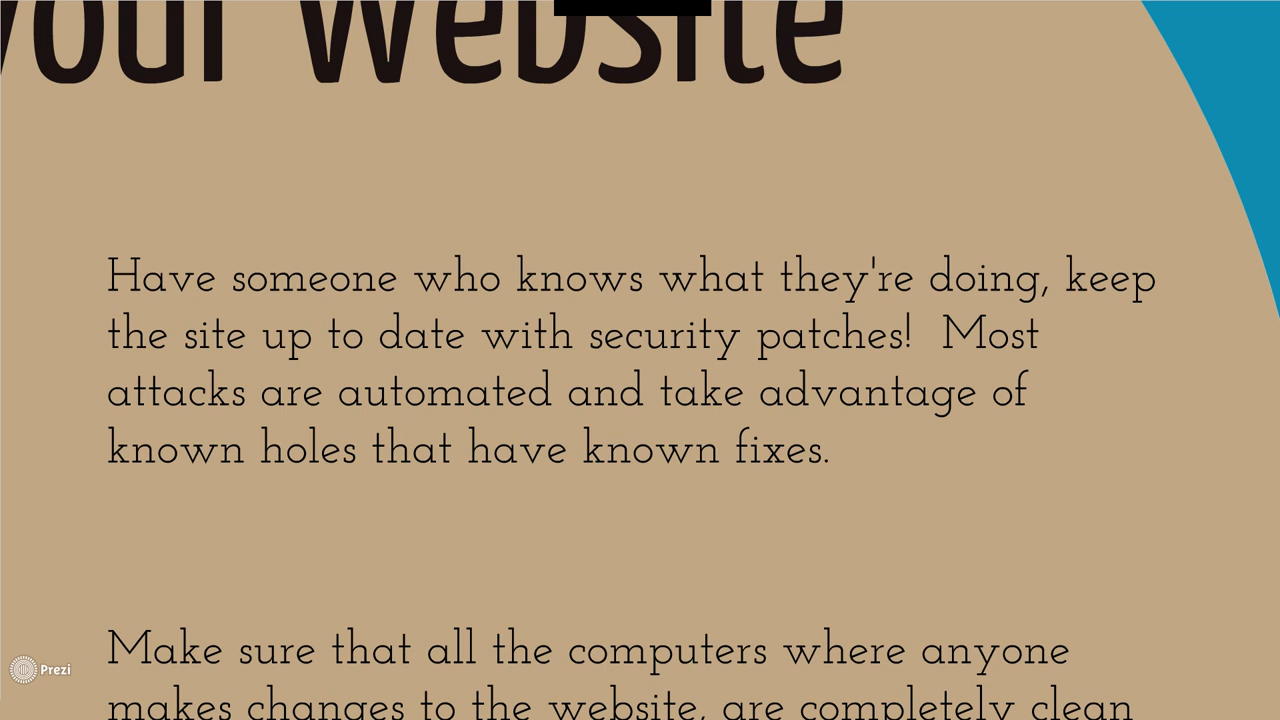 your website
Have someone who knows what they're doing, keep
the site up to date with security patches!  Most
attacks are automated and take advantage of
known holes that have known fixes.
Make sure that all the computers where anyone
makes changes to the website, are completely clean
Prezi